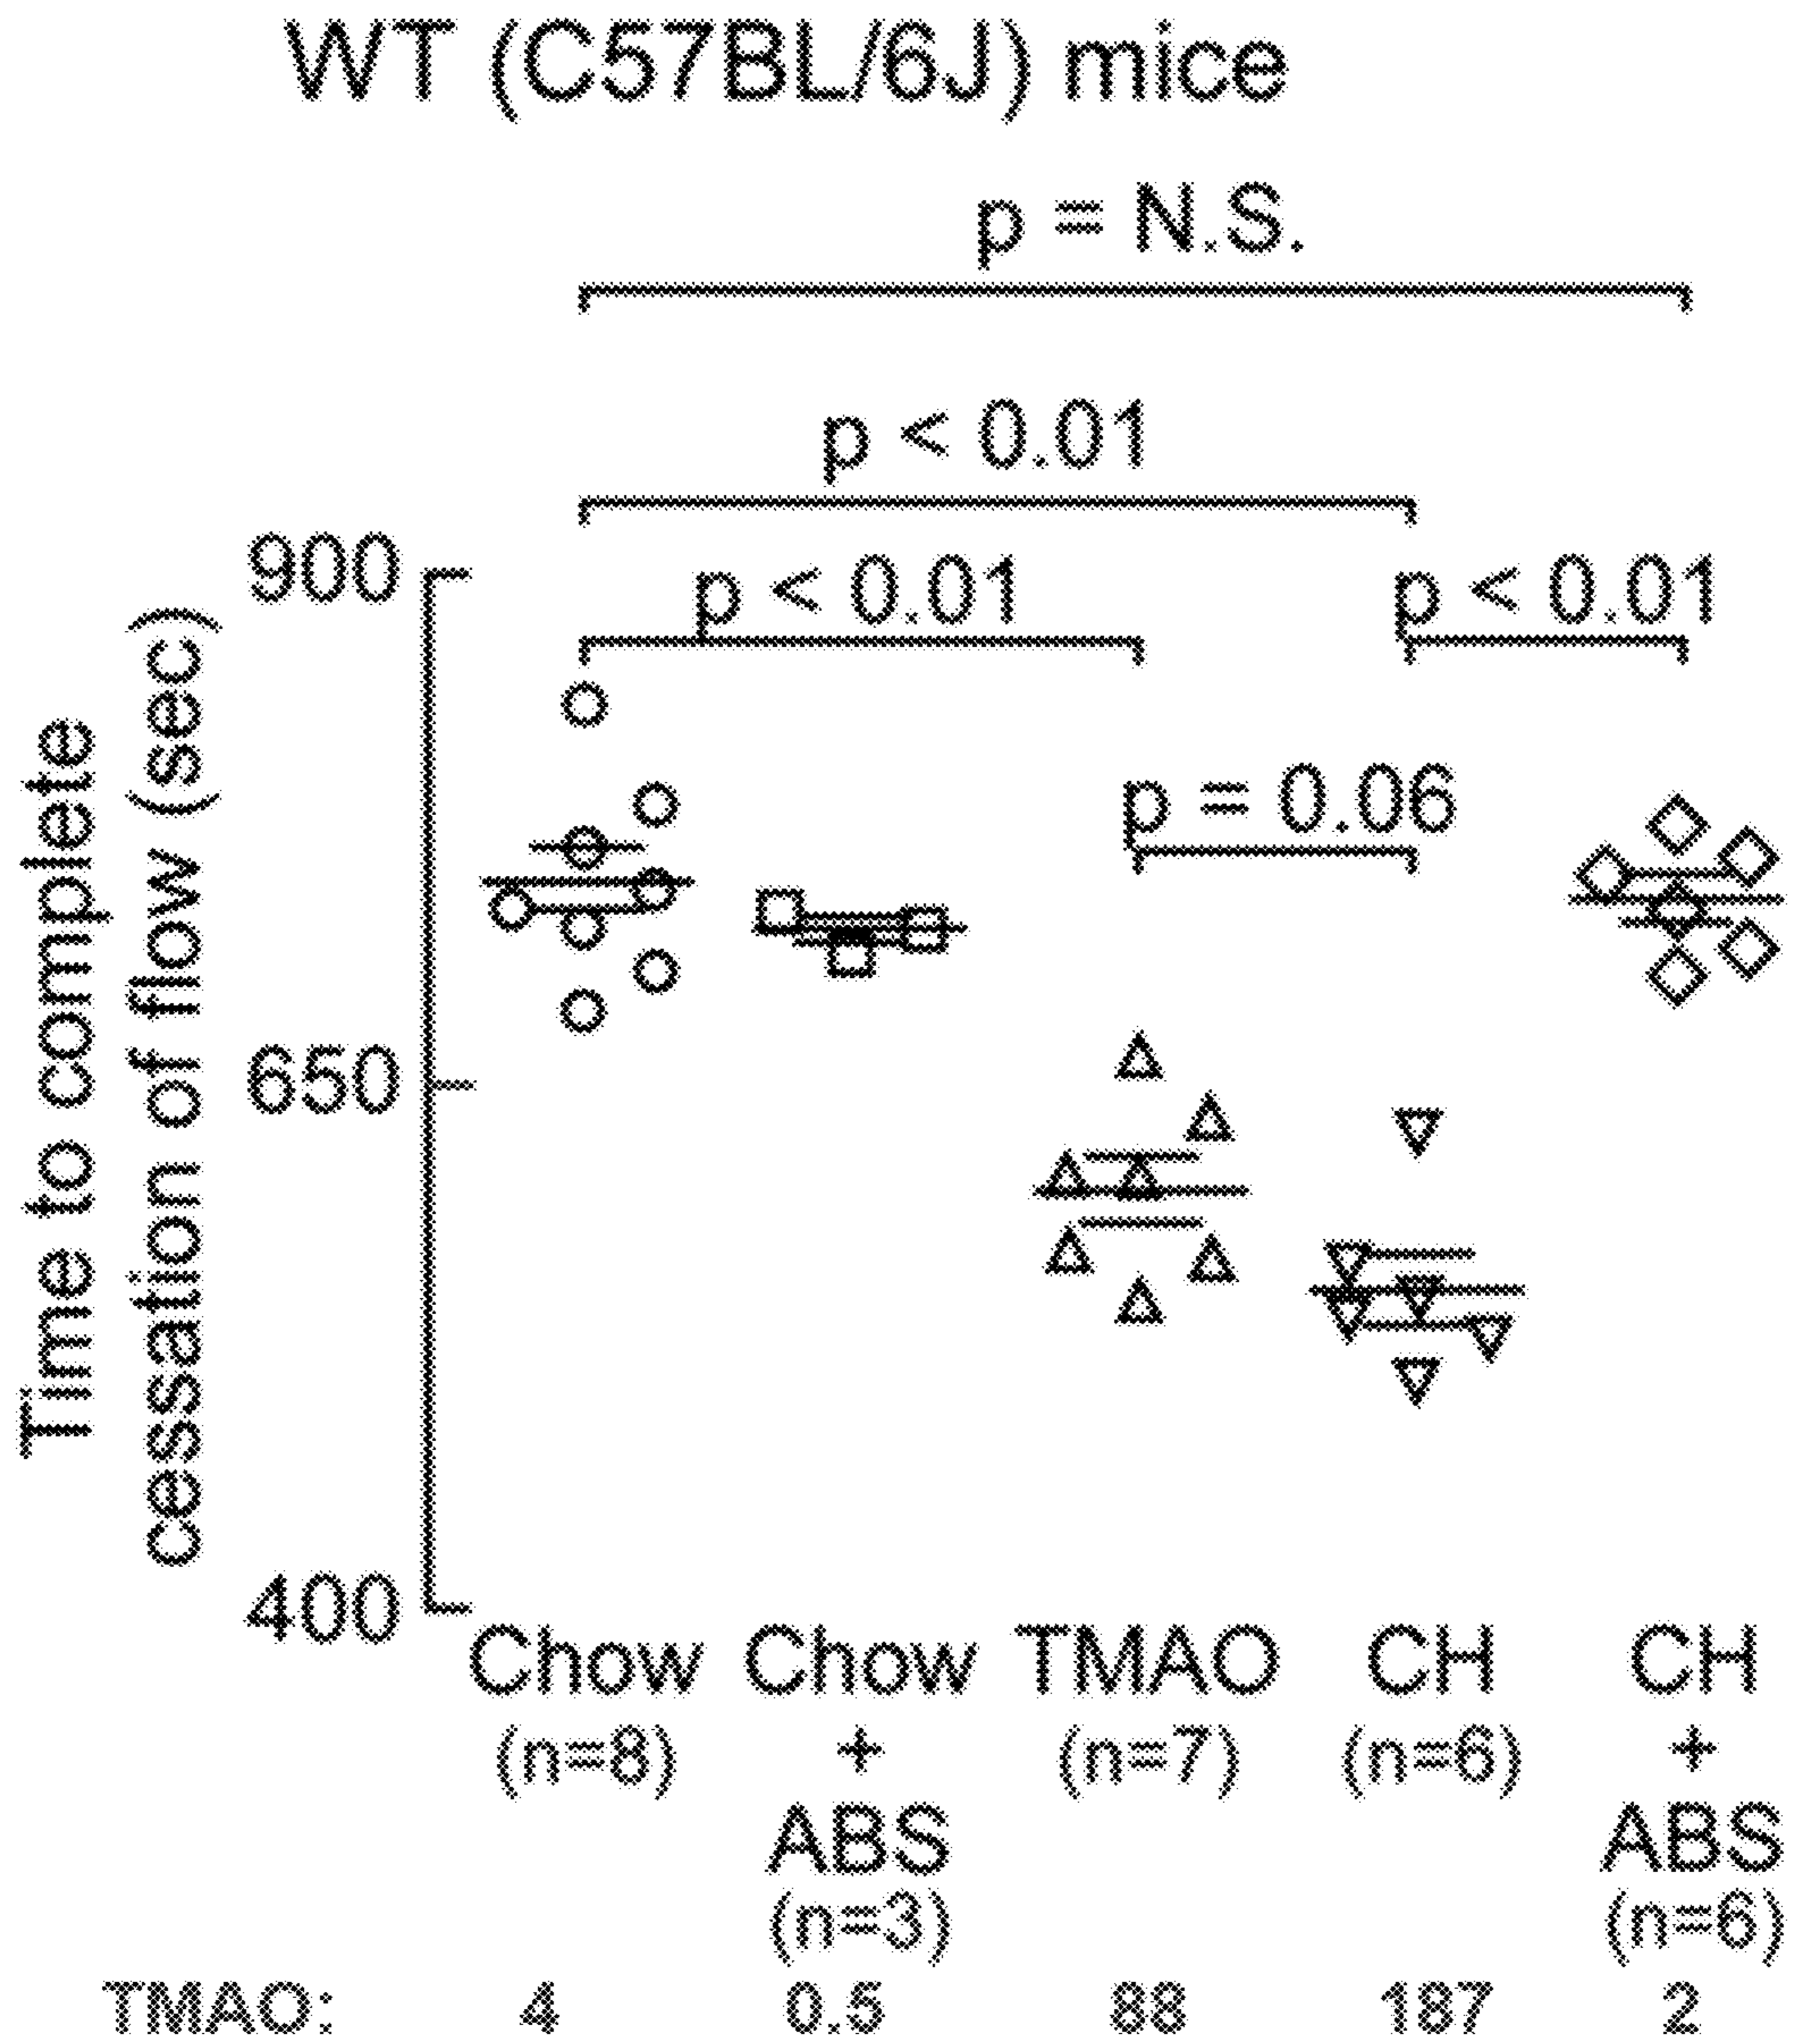 WT (C57BL/6J) mice
p = N.S.
p < 0.01
p < 0.01
p < 0.01
p = 0.06
Time to complete
cessation of flow (sec)
900
650
400
Chow Chow TMAO CH CH
(n=8) + (n=7) (n=6) +
ABS ABS
(n=3) (n=6)
TMAO: 4 0.5 88 187 2